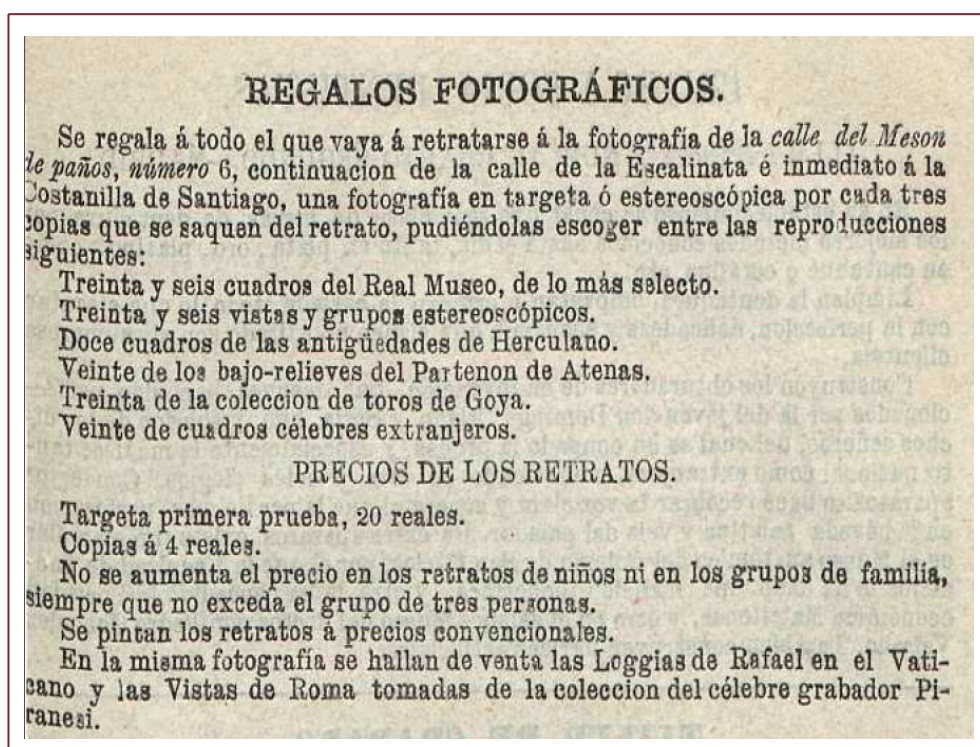 REGALOS FOTOGRÁFICOS.
Se regala á todo el que vaya á retratarse á la fotografía de la calle del Meson
de paños, número 6, continuacion de la calle de la Escalinata é inmediato á la
Costanilla de Santiago, una fotografía en targeta ó estereoscópica por cada tres
copias que se saquen del retrato, pudiéndolas escoger entre las reproducciones
siguientes:
Treinta y seis cuadros del Real Museo, de lo más selecto.
Treinta y seis vistas y grupos estereoscópicos.
Doce cuadros de las antigüedades de Herculano.
Veinte de los bajo-relieves del Partenon de Atenas.
Treinta de la coleccion de toros de Goya.
Veinte de cuadros célebres extranjeros.
PRECIOS DE LOS RETRATOS.
Targeta primera prueba, 20 reales.
Copias á 4 reales.
No se aumenta el precio en los retratos de niños ni en los grupos de familia,
siempre que no exceda el grupo de tres personas.
Se pintan los retratos á precios convencionales.
En la misma fotografía se hallan de venta las Loggias de Rafael en el Vati-
cano y las Vistas de Roma tomadas de la coleccion del célebre grabador Pi-
ranesi.